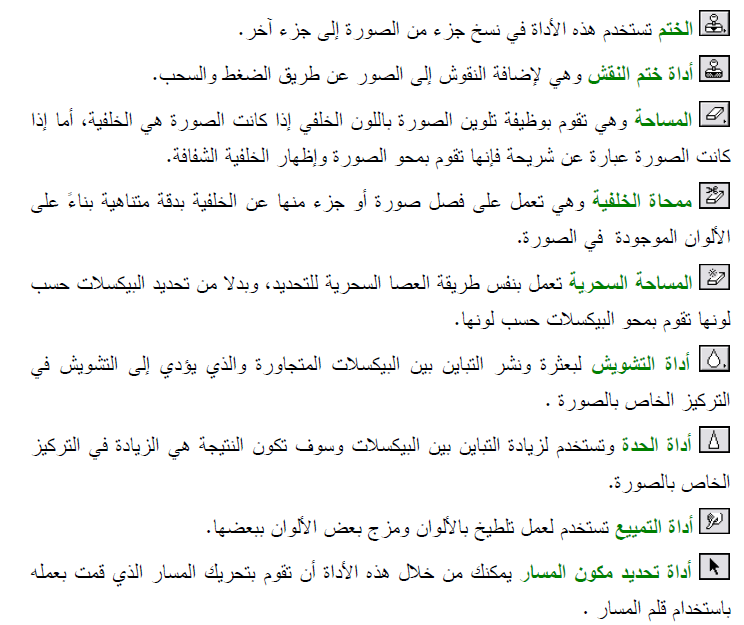 الختم تستخدم هذه الأداة في نسخ جزء من الصورة إلى جزء آخر.
أداة ختم النقش وهي لإضافة النقوش إلى الصور عن طريق الضغط والسحب.
المساحة وهي تقوم بوظيفة تلوين الصورة باللون الخلفي إذا كانت الصورة هي الخلفية، أما إذا
كانت الصورة عبارة عن شريحة فإنها تقوم بمحو الصورة وإظهار الخلفية الشفافة.
ممحاة الخلفية وهي تعمل على فصل صورة أو جزء منها عن الخلفية بدقة متناهية بناءً على
الألوان الموجودة في الصورة.
المساحة السحرية تعمل بنفس طريقة العصا السحرية للتحديد، وبدلا من تحديد البيكسلات حسب
لونها تقوم بمحو البيكسلات حسب لونها.
أداة التشويش لبعثرة ونشر التباين بين البيكسلات المتجاورة والذي يؤدي إلى التشويش في
التركيز الخاص بالصورة .
أداة الحدة وتستخدم لزيادة التباين بين البيكسلات وسوف تكون النتيجة هي الزيادة في التركيز
الخاص بالصورة.
أداة التمييع تستخدم لعمل تلطيخ بالألوان ومزج بعض الألوان ببعضها.
أداة تحديد مكون المسار يمكنك من خلال هذه الأداة أن تقوم بتحريك المسار الذي قمت بعمله
باستخدام قلم المسار .